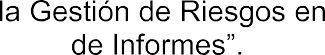 la Gestión de Riesgos en
de Informes”.